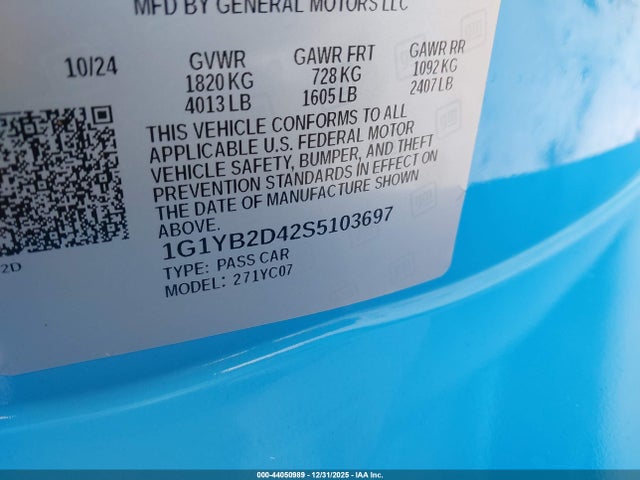 MFD BY GENERAL MOTORS LLC
10/24 GVWR GAWR FRT GAWR RR
1820 KG 728 KG 1092 KG
4013 LB 1605 LB 2407 LB
THIS VEHICLE CONFORMS TO ALL
APPLICABLE U.S. FEDERAL MOTOR
VEHICLE SAFETY, BUMPER, AND THEFT
PREVENTION STANDARDS IN EFFECT ON
THE DATE OF MANUFACTURE SHOWN
ABOVE.
1G1YB2D42S5103697
2D
TYPE: PASS CAR
MODEL: 271YC07
000-44050989 - 12/31/2025 - IAA Inc.